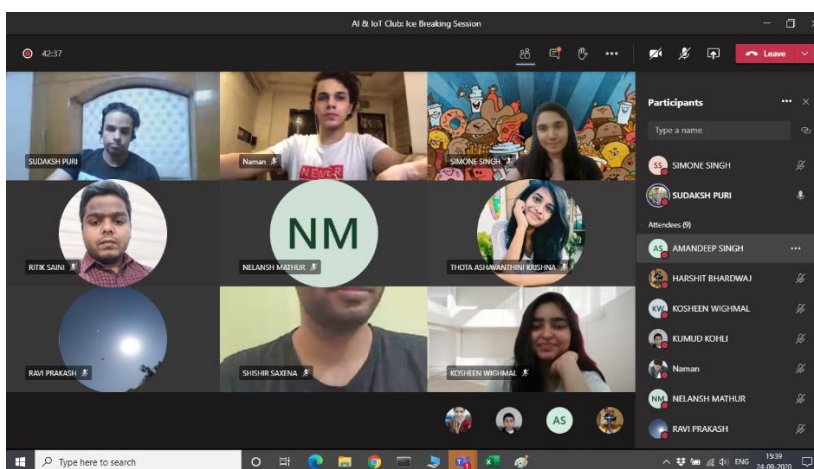 AI & IoT Club: Ice Breaking Session
42:37
Leave
SUDAKSH PURI
Naman
NEVER
SIMONE SINGH
RITIK SAINI
NM
NELANSH MATHUR
THOTA ASHAVANTHINI KRISHNA
RAVI PRAKASH
SHISHIR SAXENA
KOSHEEN WIGHMAL
AS
Participants
Type a name
SS SIMONE SINGH
SUDAKSH PURI
Attendees (9)
AS AMANDEEP SINGH
HARSHIT BHARDWAJ
KW KOSHEEN WIGHMAL
KUMUD KOHLI
Naman
NM NELANSH MATHUR
RAVI PRAKASH
Type here to search
ENG
15:39
24-09-2020